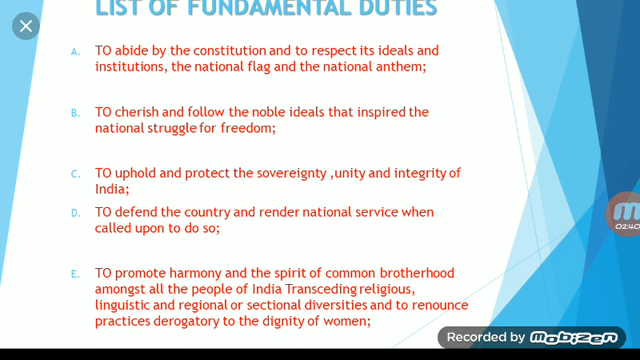 LIST OF FUNDAMENTAL DUTIES
A. TO abide by the constitution and to respect its ideals and
institutions, the national flag and the national anthem;
B. TO cherish and follow the noble ideals that inspired the
national struggle for freedom;
C. TO uphold and protect the sovereignty ,unity and integrity of
India;
D. TO defend the country and render national service when
called upon to do so;
E. TO promote harmony and the spirit of common brotherhood
amongst all the people of India Transceding religious,
linguistic and regional or sectional diversities and to renounce
practices derogatory to the dignity of women;
02:40
Recorded by mobizen